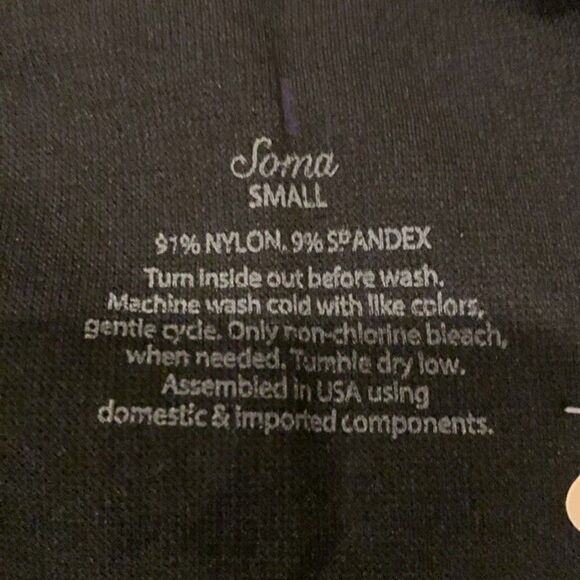 Soma
SMALL
91% NYLON, 9% SPANDEX
Turn inside out before wash.
Machine wash cold with like colors,
gentle cycle. Only non-chlorine bleach,
when needed. Tumble dry low.
Assembled in USA using
domestic & imported components.